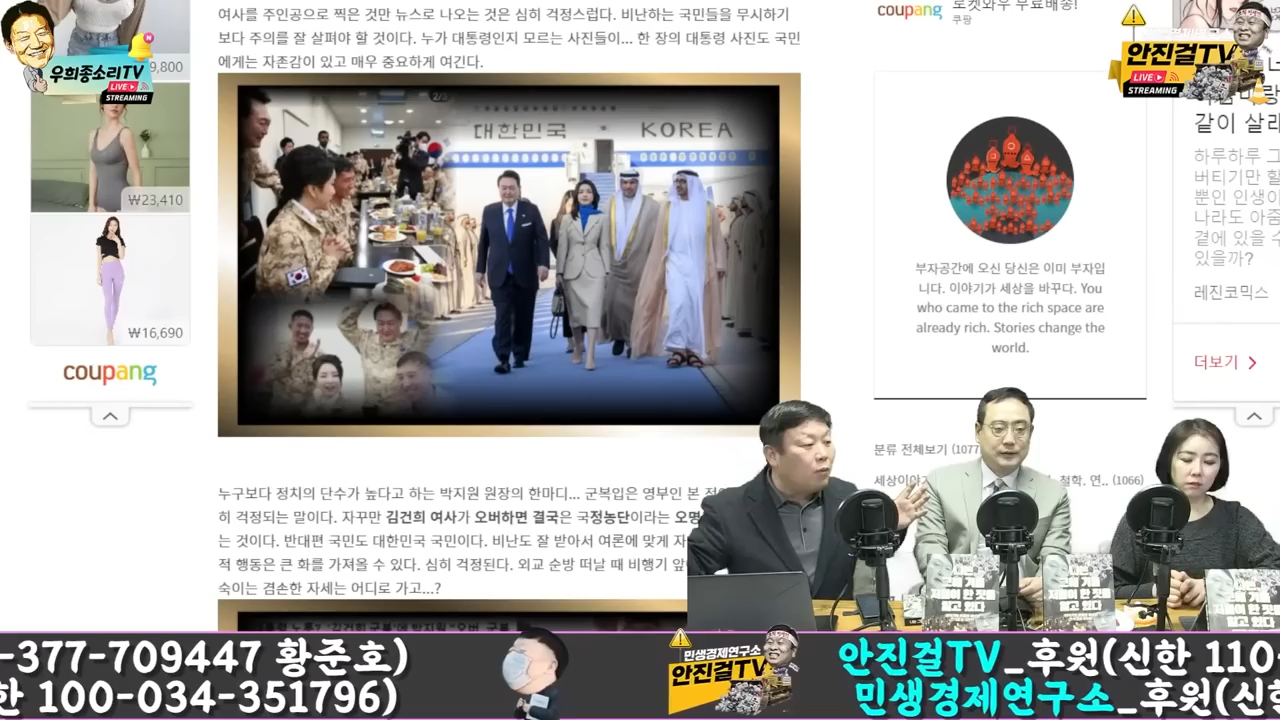 여사를 주인공으로 찍은 것만 뉴스로 나오는 것은 심히 걱정스럽다. 비난하는 국민들을 무시하기
보다 주의를 잘 살펴야 할 것이다. 누가 대통령인지 모르는 사진들이... 한 장의 대통령 사진도 국민
에게는 자존감이 있고 매우 중요하게 여긴다.
우희종소리TV
LIVE
STREAMING
9,800
₩23,410
₩16,690
coupang
대한민국
KOREA
누구보다 정치의 단수가 높다고 하는 박지원 원장의 한마디... 군복입은 영부인 본
히 걱정되는 말이다. 자꾸만 김건희 여사가 오버하면 결국은 국정농단이라는 오명
는 것이다. 반대편 국민도 대한민국 국민이다. 비난도 잘 받아서 여론에 맞게
적 행동은 큰 화를 가져올 수 있다. 심히 걱정된다. 외교 순방 떠날 때 비행기
숙이는 겸손한 자세는 어디로 가고...?
coupang
로켓와우 무료배송!
쿠팡
부자공간에 오신 당신은 이미 부자입
니다. 이야기가 세상을 바꾸다. You
who came to the rich space are
already rich. Stories change the
world.
분류 전체보기 (1077
철학. 연.. (1066)
안진걸TV
LIVE
STREAMING
같이 살라
하루하루 그
버티기만 할
뿐인 인생이
나라도 아줌
곁에 있을 수
있을까?
레진코믹스
더보기
-377-709447 황준호)
한 100-034-351796)
민생경제연구소
안진걸TV
안진걸TV_후원(신한 110-
민생경제연구소_후원(신한